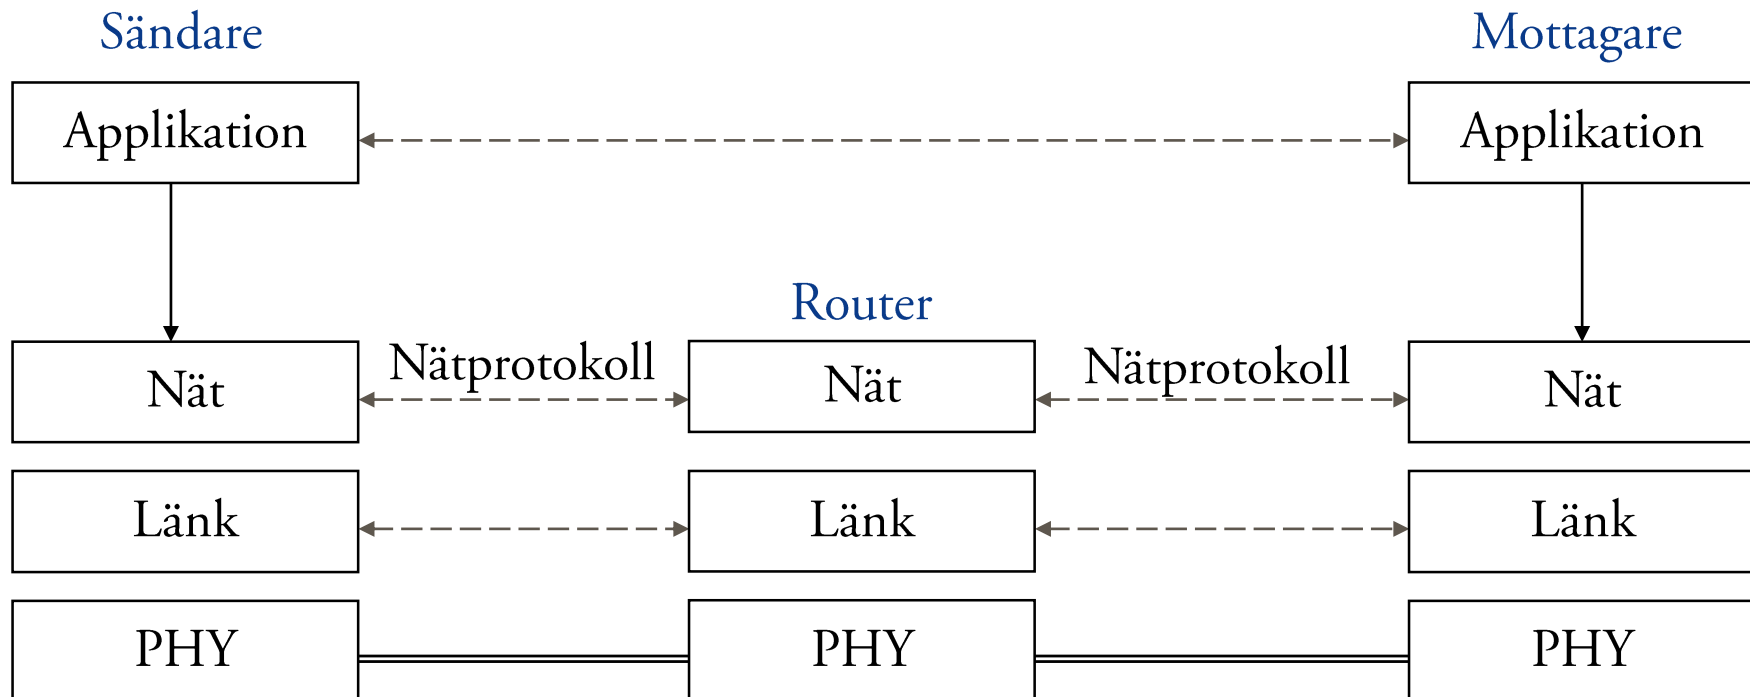 Sändare
Mottagare
Applikation
Applikation
Router
Nät
Nätprotokoll
Nät
Nätprotokoll
Nät
Länk
Länk
Länk
PHY
PHY
PHY